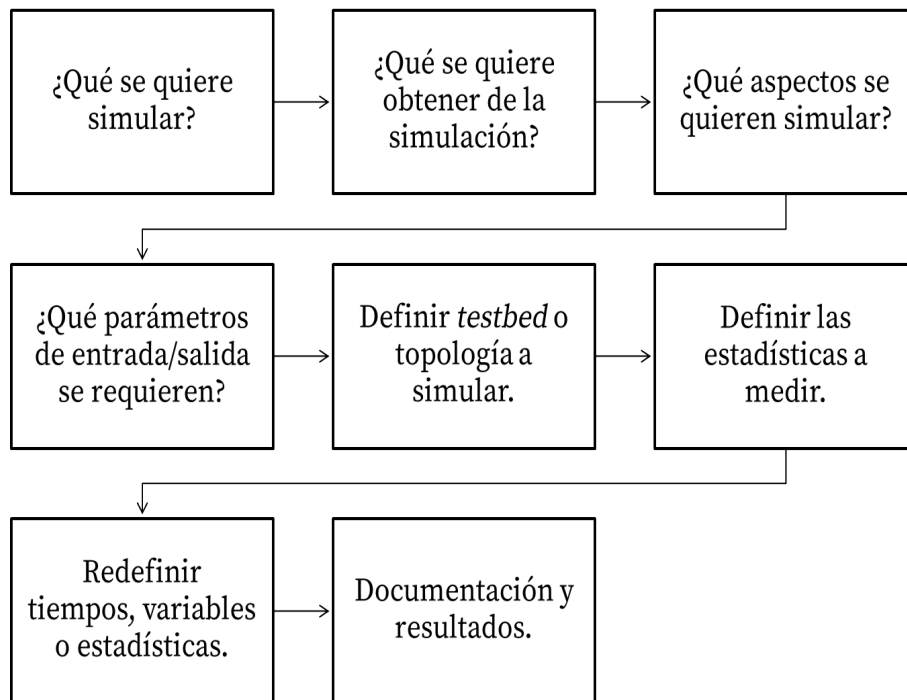 ¿Qué se quiere
simular?
¿Qué se quiere
obtener de la
simulación?
¿Qué aspectos se
quieren simular?
¿Qué parámetros
de entrada/salida
se requieren?
Definir testbed o
topología a
simular.
Definir las
estadísticas a
medir.
Redefinir
tiempos, variables
o estadísticas.
Documentación y
resultados.